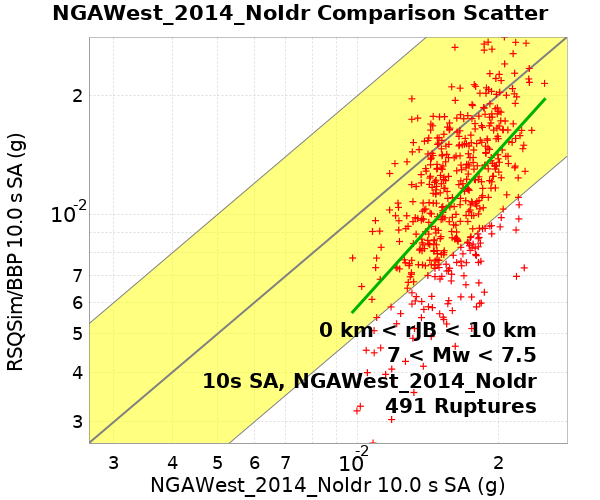 NGAWest_2014_NoIdr Comparison Scatter
RSQSim/BBP 10.0 s SA (g)
2
10-2
7
6
5
4
3
0 km < rJB < 10 km
7 < Mw < 7.5
10s SA, NGAWest_2014_NoIdr
491 Ruptures
3 4 5 6 7 10-2 2
NGAWest_2014_NoIdr 10.0 s SA (g)